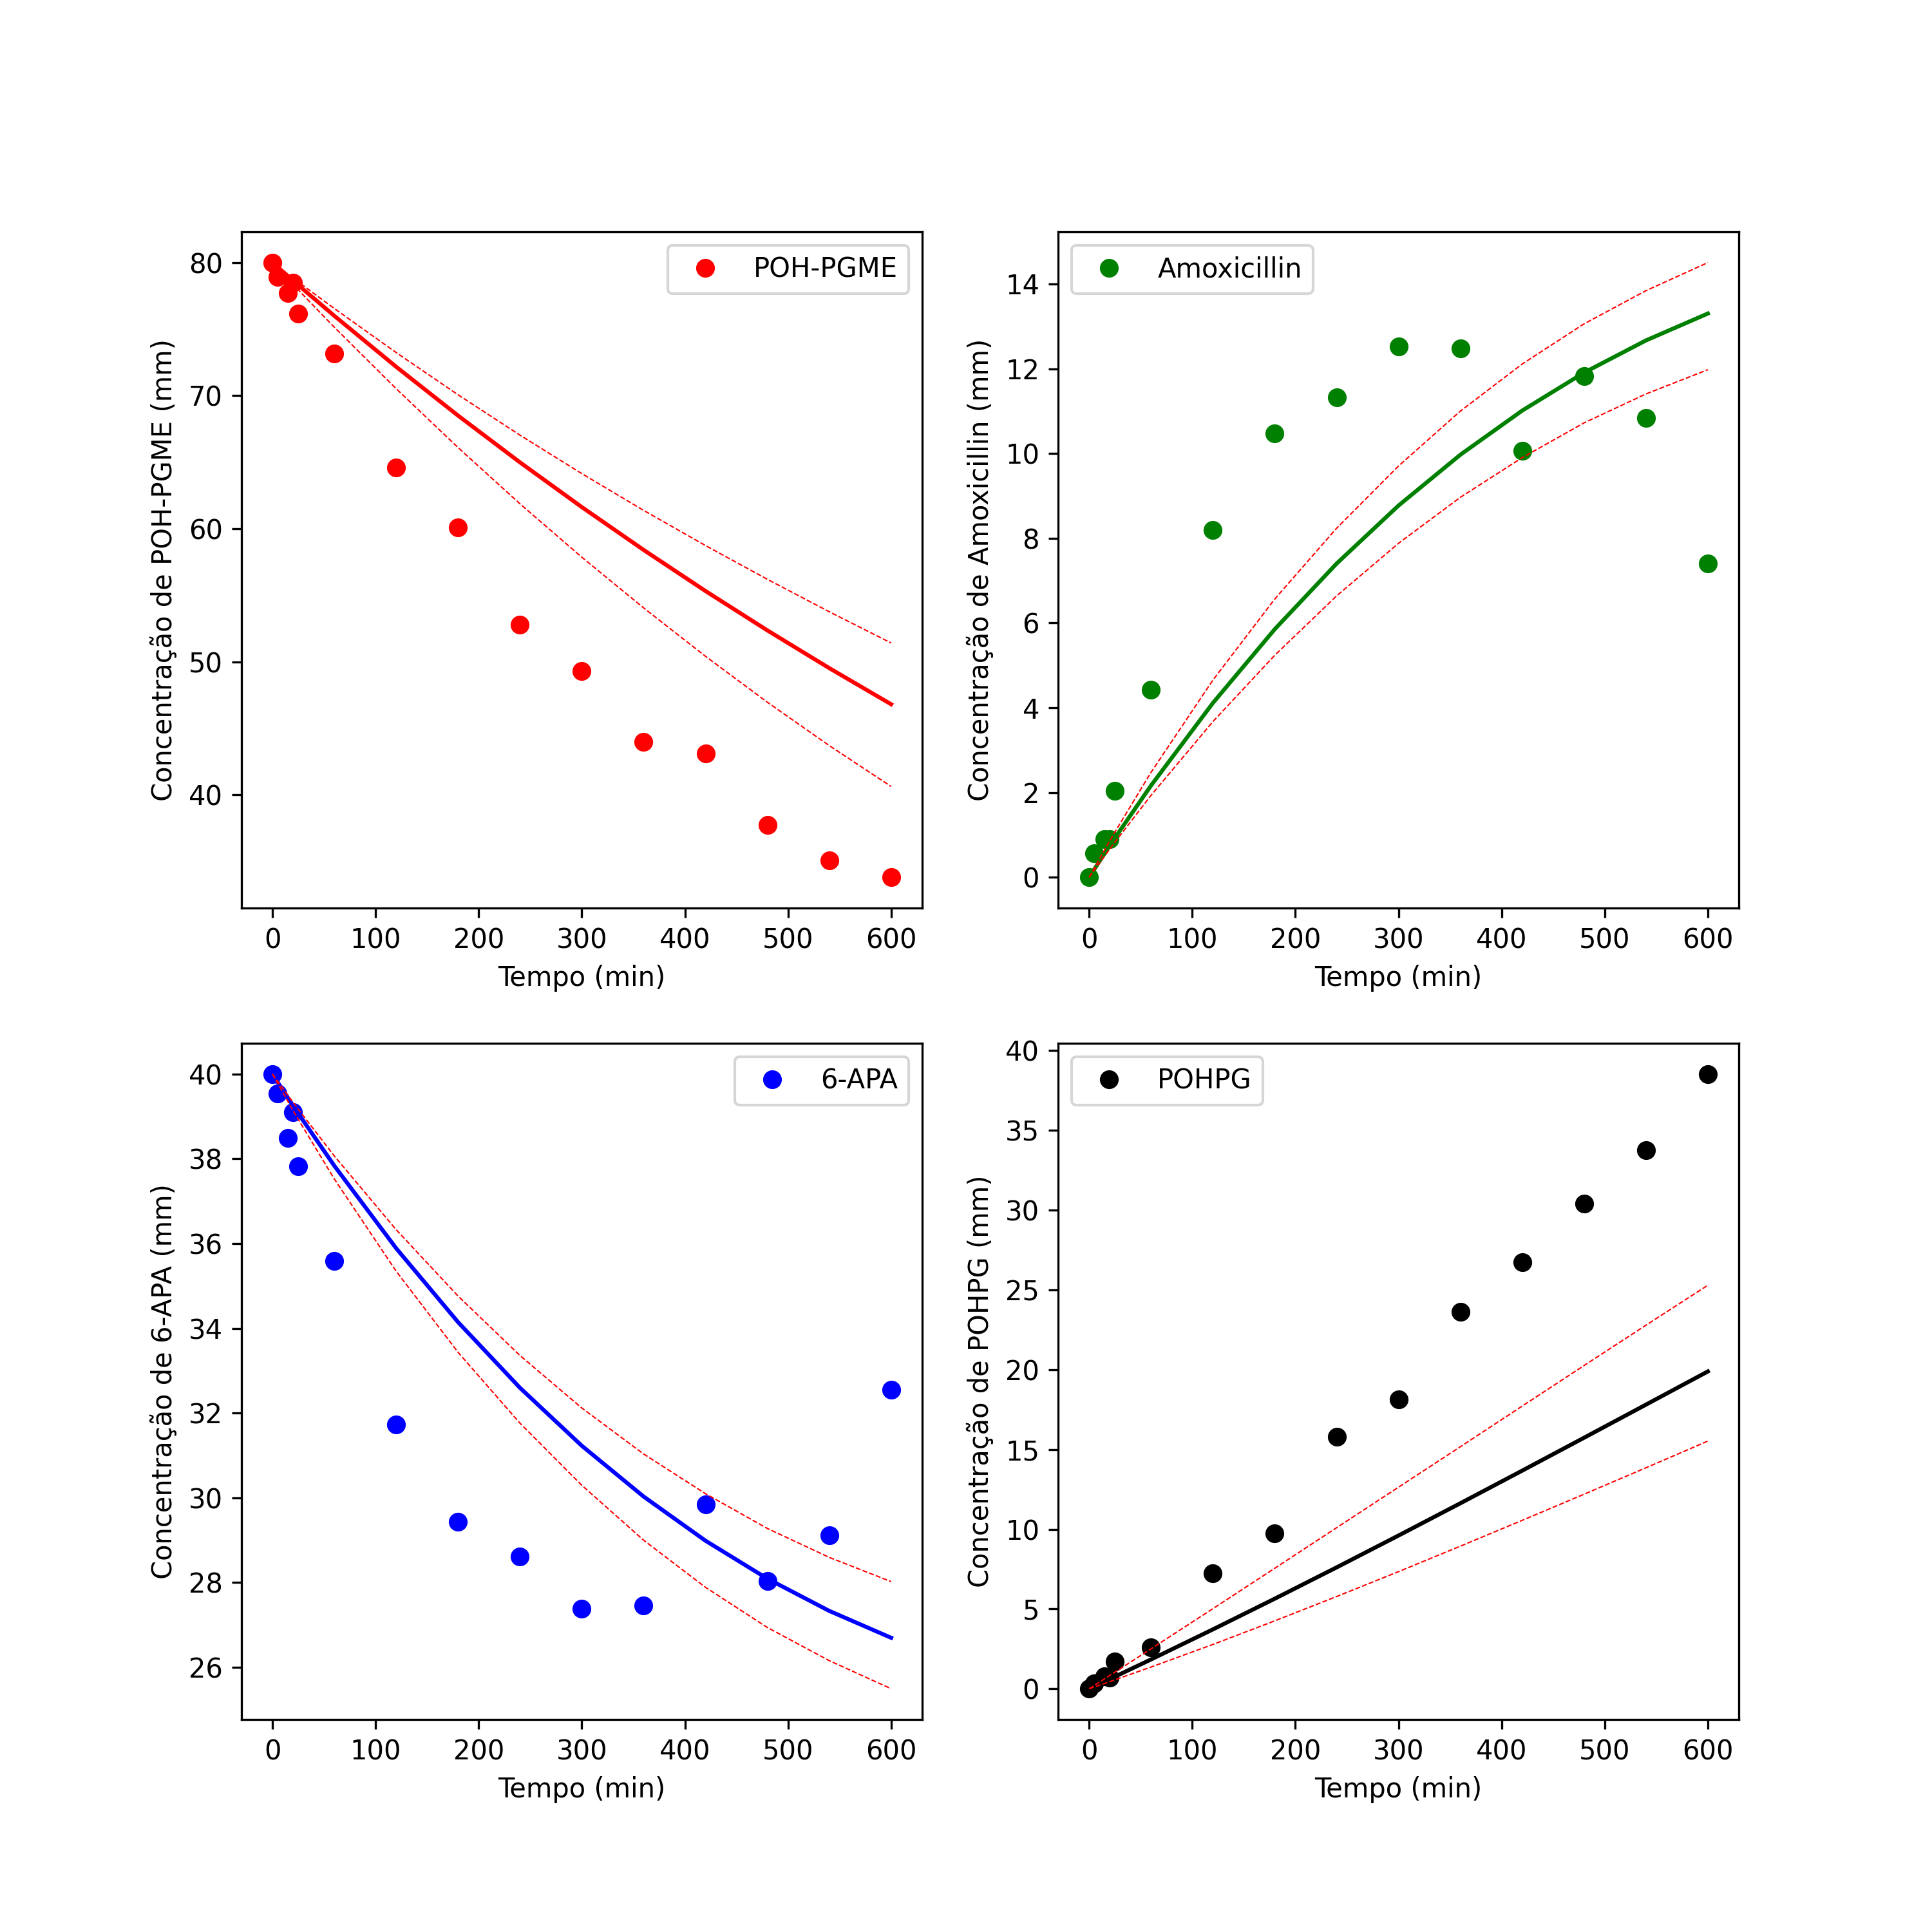 POH-PGME
80
70
60
50
40
Concentração de POH-PGME (mm)
0 100 200 300 400 500 600
Tempo (min)
Amoxicillin
14
12
10
8
6
4
2
0
Concentração de Amoxicillin (mm)
0 100 200 300 400 500 600
Tempo (min)
6-APA
40
38
36
34
32
30
28
26
Concentração de 6-APA (mm)
0 100 200 300 400 500 600
Tempo (min)
POHPG
40
35
30
25
20
15
10
5
0
Concentração de POHPG (mm)
0 100 200 300 400 500 600
Tempo (min)